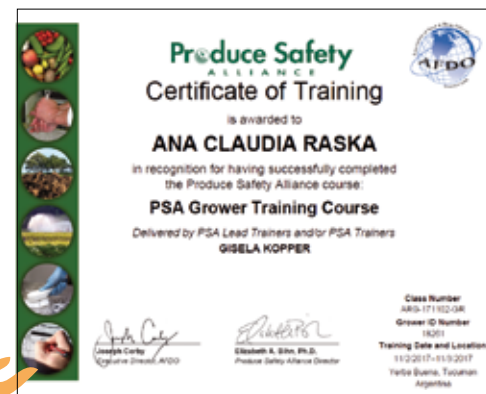 Produce Safety
ALLIANCE
Certificate of Training
is awarded to
ANA CLAUDIA RASKA
in recognition for having successfully completed
the Produce Safety Alliance course:
PSA Grower Training Course
Delivered by PSA Lead Trainers and/or PSA Trainers
GISELA KOPPER
AFDO
Joseph Corby
Executive Director, AFDO
Elizabeth A. Bihn, Ph.D.
Produce Safety Alliance Director
Class Number
ARG-171102-GR
Grower ID Number
Training Date and Location
11/2/2017-11/3/2017
Yerba Buena, Tucuman
Argentina